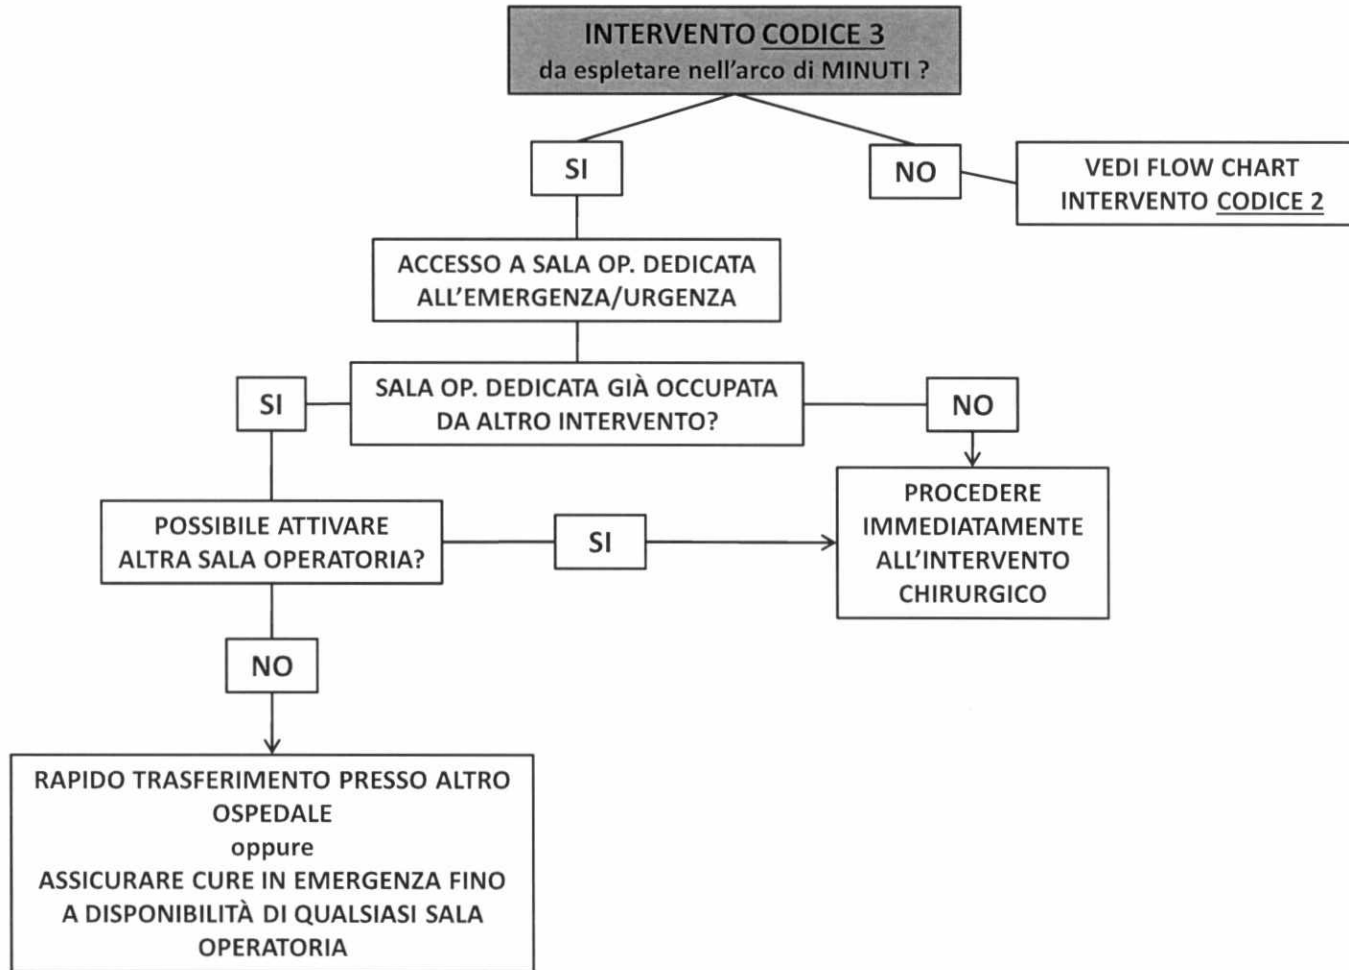 INTERVENTO CODICE 3
da espletare nell'arco di MINUTI ?
SI
NO
VEDI FLOW CHART
INTERVENTO CODICE 2
ACCESSO A SALA OP. DEDICATA
ALL'EMERGENZA/URGENZA
SI
SALA OP. DEDICATA GIÀ OCCUPATA
DA ALTRO INTERVENTO?
NO
POSSIBILE ATTIVARE
ALTRA SALA OPERATORIA?
SI
PROCEDERE
IMMEDIATAMENTE
ALL'INTERVENTO
CHIRURGICO
NO
RAPIDO TRASFERIMENTO PRESSO ALTRO
OSPEDALE
oppure
ASSICURARE CURE IN EMERGENZA FINO
A DISPONIBILITÀ DI QUALSIASI SALA
OPERATORIA